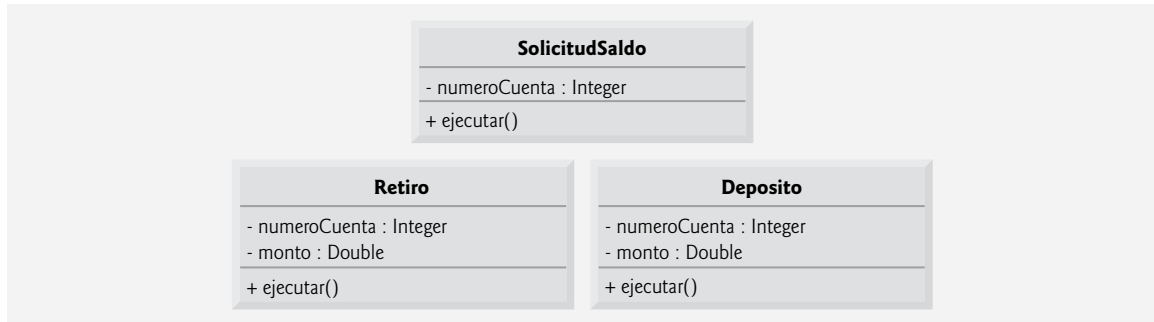 SolicitudSaldo
- numeroCuenta : Integer
+ ejecutar()
Retiro
- numeroCuenta : Integer
- monto : Double
+ ejecutar()
Deposito
- numeroCuenta : Integer
- monto : Double
+ ejecutar()